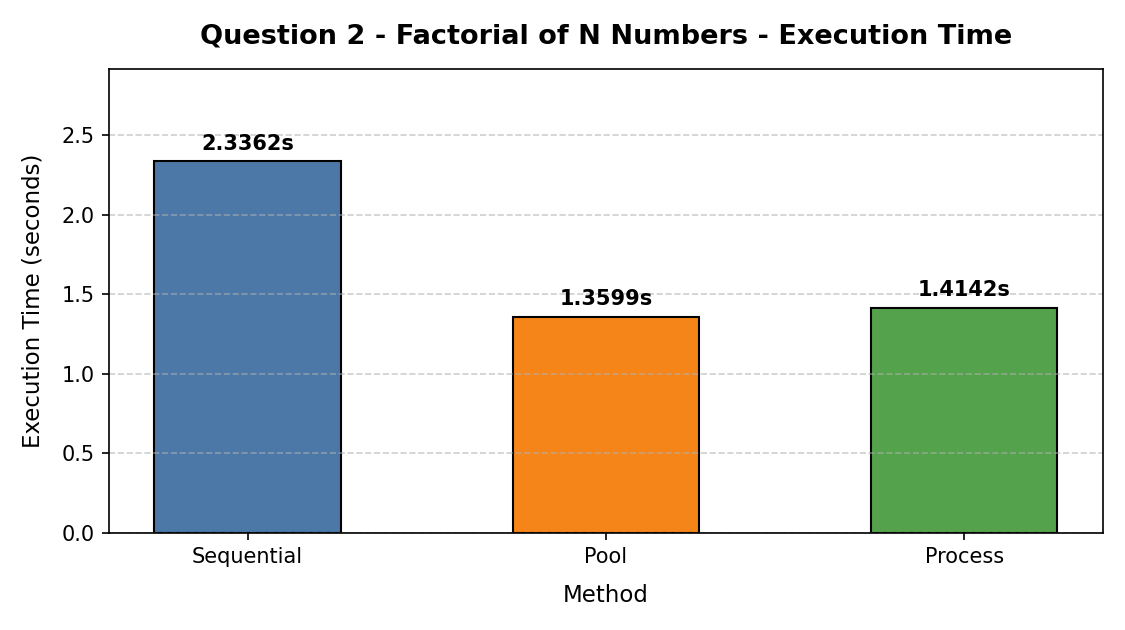 Question 2 - Factorial of N Numbers - Execution Time
Execution Time (seconds)
2.5
2.0
1.5
1.0
0.5
0.0
2.3362s
1.3599s
1.4142s
Sequential
Pool
Process
Method